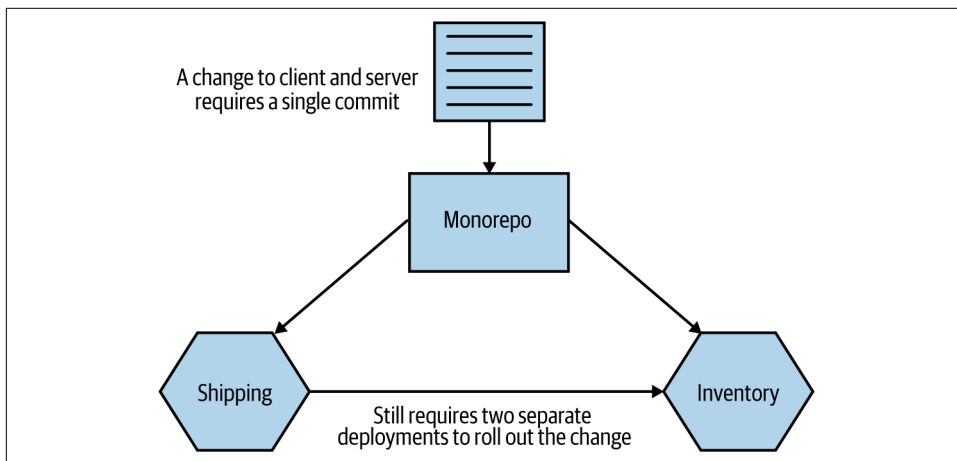 A change to client and server
requires a single commit
Monorepo
Shipping
Inventory
Still requires two separate
deployments to roll out the change